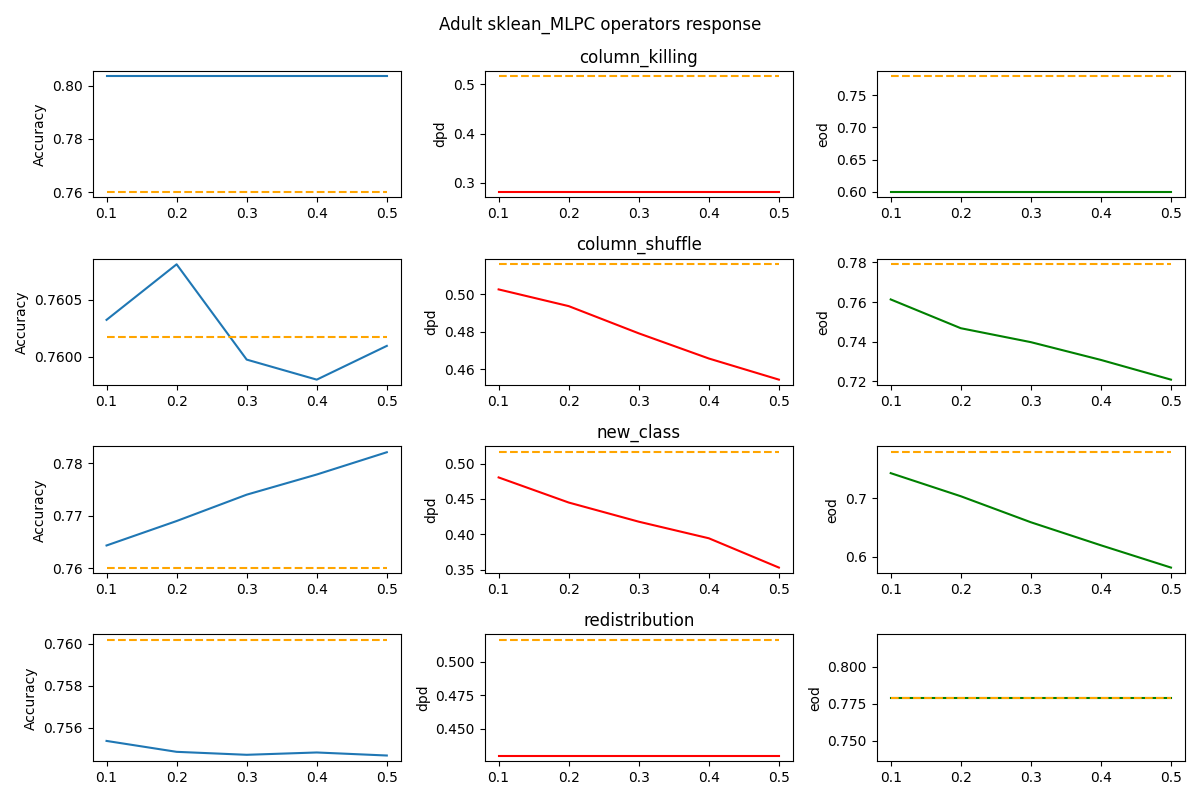 Adult sklean_MLPC operators response
column_killing
Accuracy
0.80
0.78
0.76
0.1 0.2 0.3 0.4 0.5
dpd
0.5
0.4
0.3
0.1 0.2 0.3 0.4 0.5
eod
0.75
0.70
0.65
0.60
0.1 0.2 0.3 0.4 0.5
column_shuffle
Accuracy
0.7605
0.7600
0.1 0.2 0.3 0.4 0.5
dpd
0.50
0.48
0.46
0.1 0.2 0.3 0.4 0.5
eod
0.78
0.76
0.74
0.72
0.1 0.2 0.3 0.4 0.5
new_class
Accuracy
0.78
0.77
0.76
0.1 0.2 0.3 0.4 0.5
dpd
0.50
0.45
0.40
0.35
0.1 0.2 0.3 0.4 0.5
eod
0.7
0.6
0.1 0.2 0.3 0.4 0.5
redistribution
Accuracy
0.760
0.758
0.756
0.1 0.2 0.3 0.4 0.5
dpd
0.500
0.475
0.450
0.1 0.2 0.3 0.4 0.5
eod
0.800
0.775
0.750
0.1 0.2 0.3 0.4 0.5